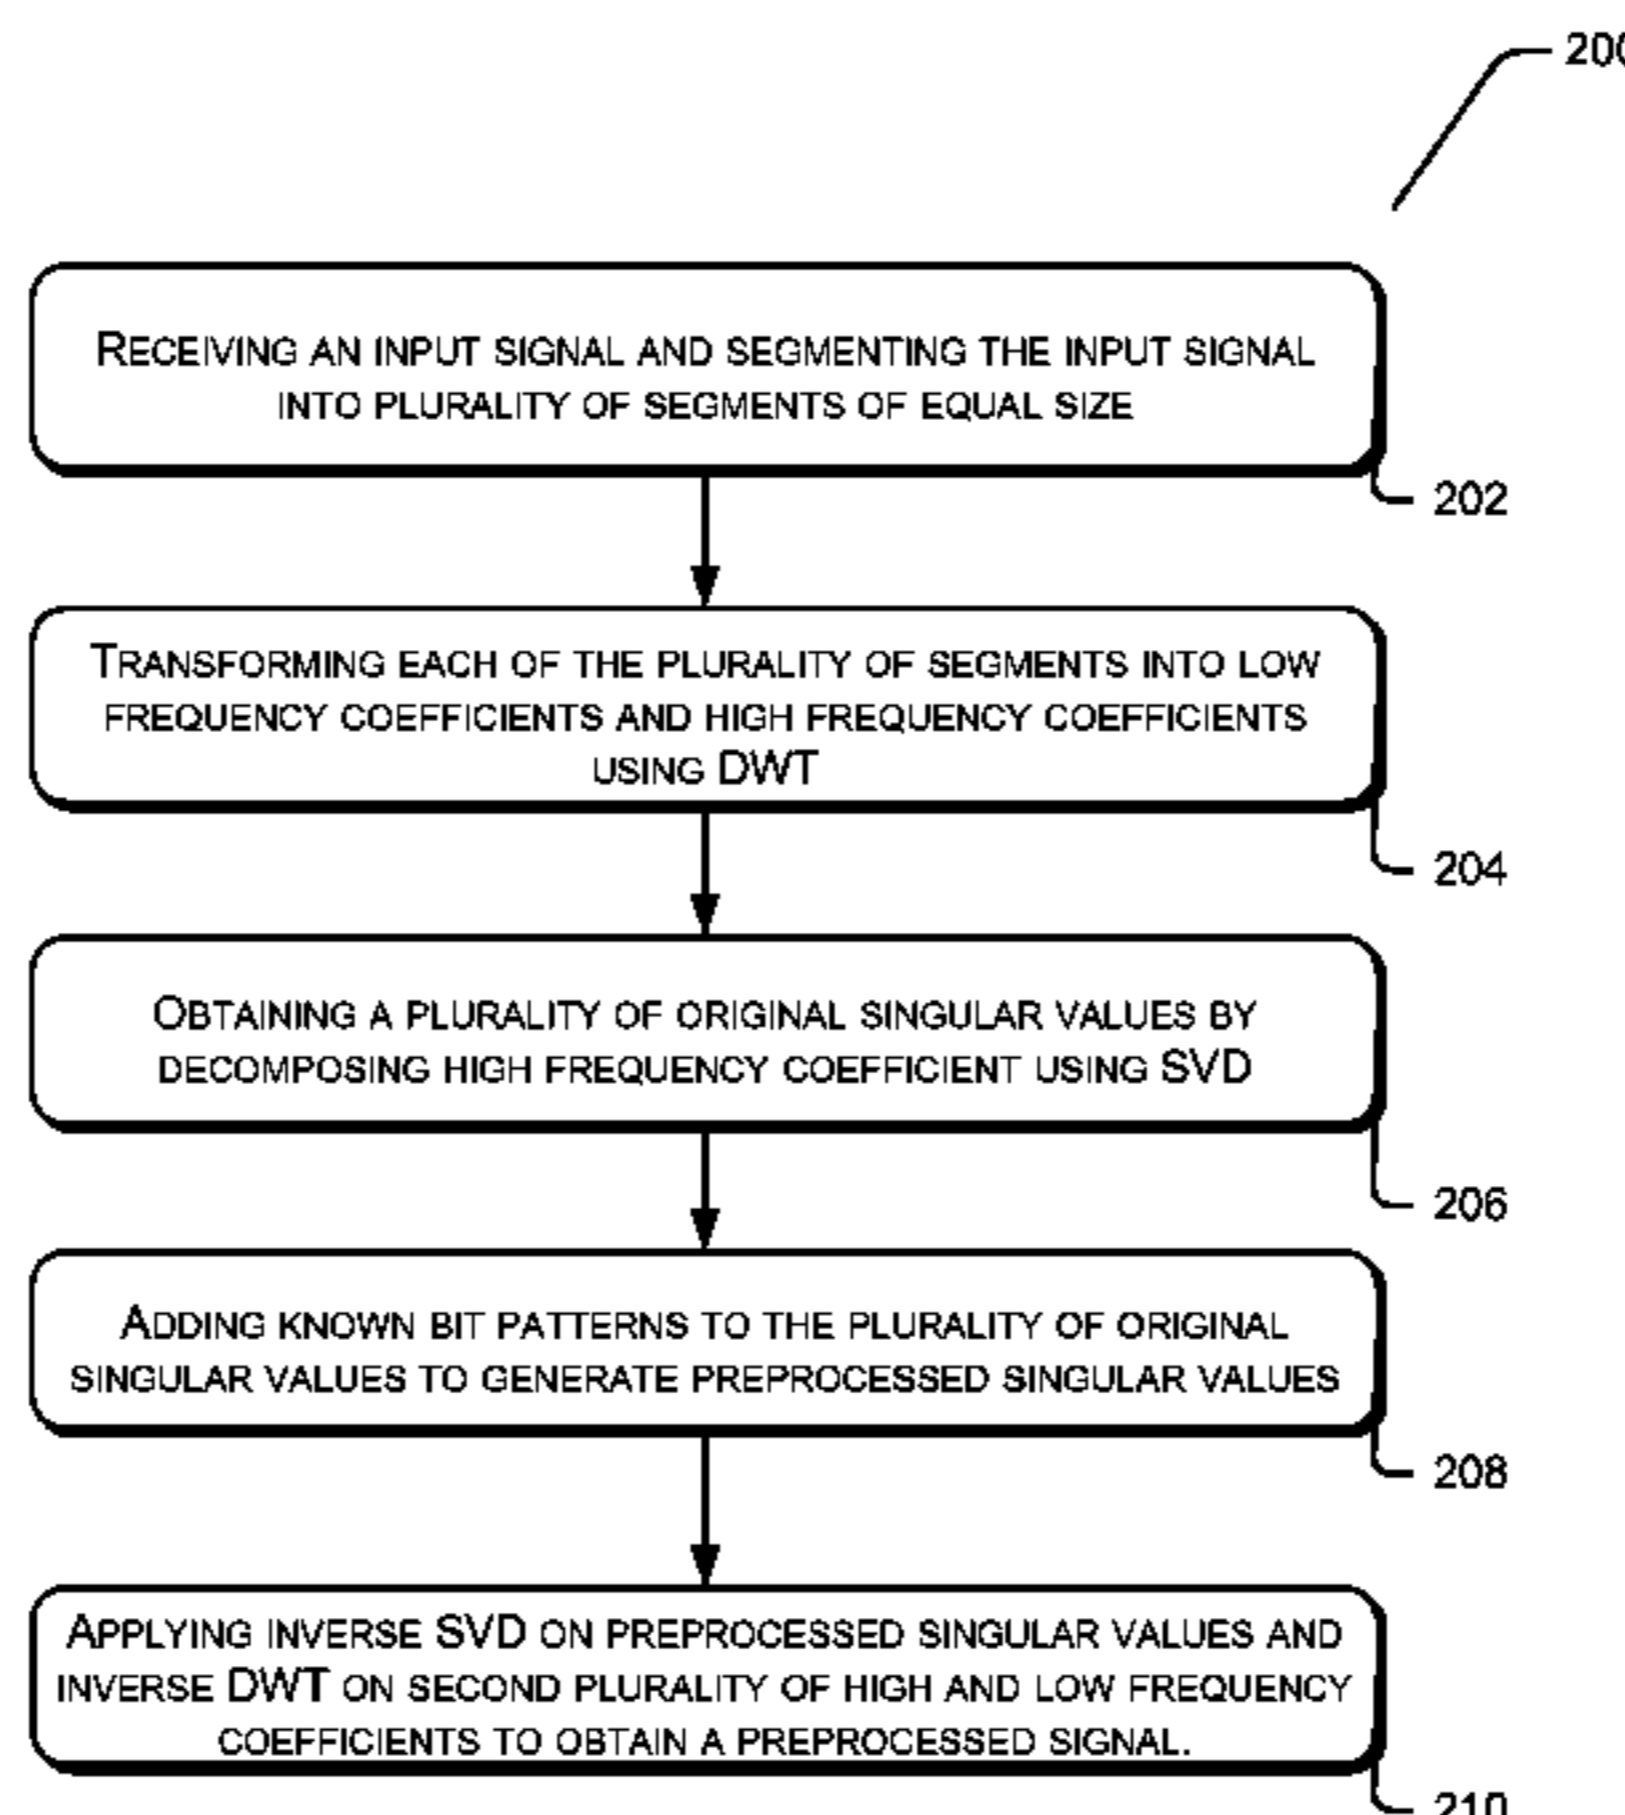 200
RECEIVING AN INPUT SIGNAL AND SEGMENTING THE INPUT SIGNAL
INTO PLURALITY OF SEGMENTS OF EQUAL SIZE
202
TRANSFORMING EACH OF THE PLURALITY OF SEGMENTS INTO LOW
FREQUENCY COEFFICIENTS AND HIGH FREQUENCY COEFFICIENTS
USING DWT
204
OBTAINING A PLURALITY OF ORIGINAL SINGULAR VALUES BY
DECOMPOSING HIGH FREQUENCY COEFFICIENT USING SVD
206
ADDING KNOWN BIT PATTERNS TO THE PLURALITY OF ORIGINAL
SINGULAR VALUES TO GENERATE PREPROCESSED SINGULAR VALUES
208
APPLYING INVERSE SVD ON PREPROCESSED SINGULAR VALUES AND
INVERSE DWT ON SECOND PLURALITY OF HIGH AND LOW FREQUENCY
COEFFICIENTS TO OBTAIN A PREPROCESSED SIGNAL.
210